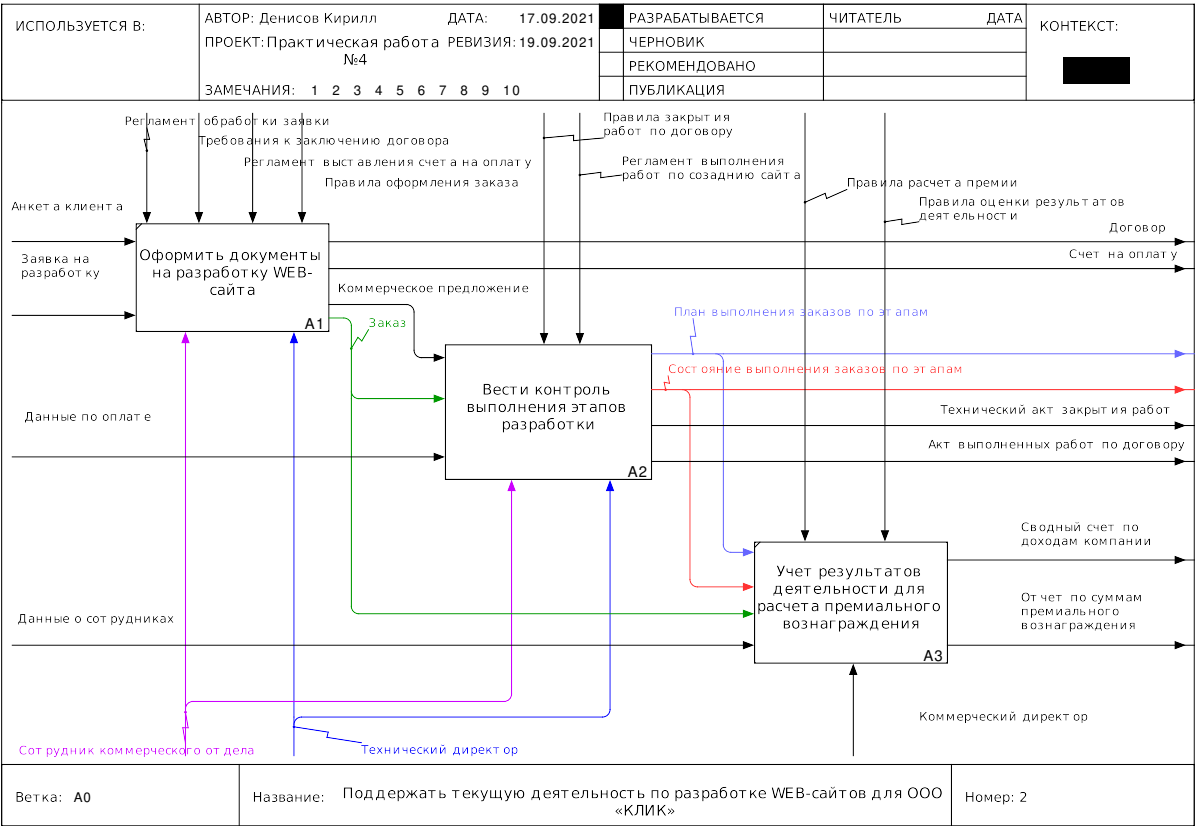 ИСПОЛЬЗУЕТСЯ В:
АВТОР: Денисов Кирилл ДАТА: 17.09.2021
ПРОЕКТ: Практическая работа №4 РЕВИЗИЯ: 19.09.2021
ЗАМЕЧАНИЯ: 1 2 3 4 5 6 7 8 9 10
РАЗРАБАТЫВАЕТСЯ
ЧЕРНОВИК
РЕКОМЕНДОВАНО
ПУБЛИКАЦИЯ
ЧИТАТЕЛЬ ДАТА
КОНТЕКСТ:
Регламент обработки заявки
Требования к заключению договора
Регламент выставления счета на оплату
Правила оформления заказа
Правила закрытия
работ по договору
Регламент выполнения
работ по созаднию сайта
Правила расчета премии
Правила оценки результатов
деятельности
Анкета клиента
Заявка на
разработку
Оформить документы
на разработку WEB-
сайта
A1
Договор
Счет на оплату
Коммерческое предложение
Заказ
План выполнения заказов по этапам
Состояние выполнения заказов по этапам
Данные по оплате
Вести контроль
выполнения этапов
разработки
A2
Технический акт закрытия работ
Акт выполненных работ по договору
Сводный счет по
доходам компании
Учет результатов
деятельности для
расчета премиального
вознаграждения
A3
Отчет по суммам
премиального
вознаграждения
Данные о сотрудниках
Коммерческий директор
Сотрудник коммерческого отдела
Технический директор
Ветка: A0
Название: Поддержать текущую деятельность по разработке WEB-сайтов для ООО
«КЛИК»
Номер: 2